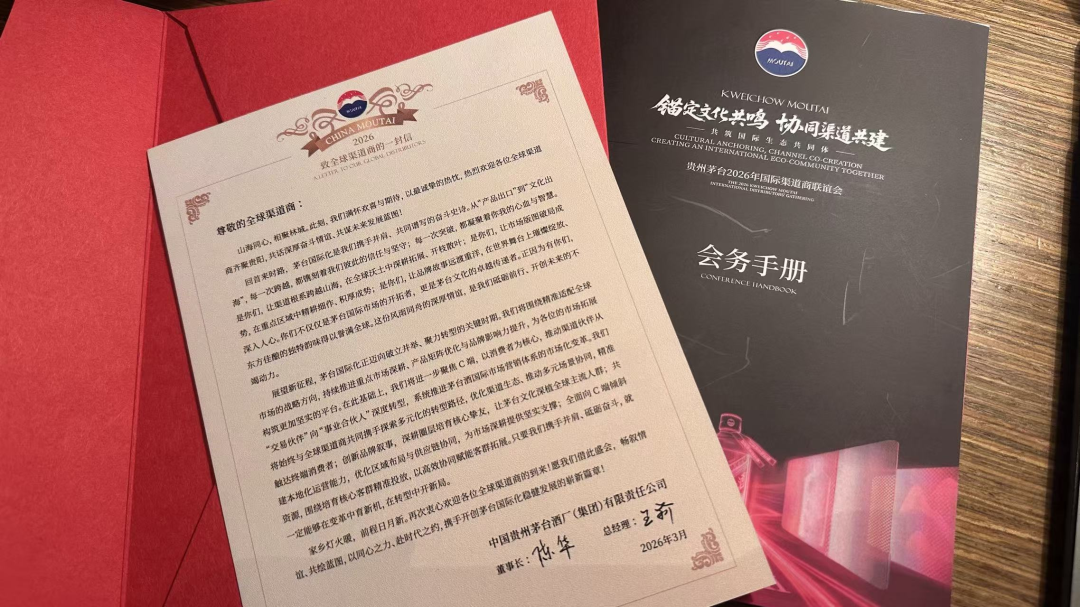 MOUTAI
CHINA MOUTAI
2026
致全球渠道商的一封信
A LETTER TO OUR GLOBAL DISTRIBUTORS
尊敬的全球渠道商：
山海同心，相聚林城。此刻，我们满怀欢喜与期待，以最诚挚的热忱，热烈欢迎各位全球渠道
商齐聚贵阳，共话深厚奋斗情谊、共谋未来发展蓝图！
回首来时路，茅台国际化是我们携手并肩，共同谱写的奋斗史诗。从“产品出口”到“文化出
海”，每一次跨越，都镌刻着你我彼此的信任与坚守；每一次突破，都凝聚着你我的心血与智慧。
是你们，让渠道根系跨越山海，在全球沃土中深耕拓展、开枝散叶；是你们，让市场版图破局成
势，在重点区域中精耕细作、积厚成势；是你们，让品牌故事远渡重洋，在世界舞台上璀璨绽放、
深入人心。你们不仅仅是茅台国际市场的开拓者，更是茅台文化的卓越传播者。正因为有你们，
东方佳酿的独特韵味得以誉满全球。这份风雨同舟的深厚情谊，是我们砥砺前行、开创未来的不
竭动力。
展望新征程，茅台国际化正迈向破立并举、聚力转型的关键时期。我们将围绕精准适配全球
市场的战略方向，持续推进重点市场深耕、产品矩阵优化与品牌影响力提升，为各位的市场拓展
构筑更加坚实的平台。在此基础上，我们将进一步聚焦 C 端，以消费者为核心，推动渠道伙伴从
“交易伙伴”向“事业合伙人”深度转型，系统推进茅台酒国际市场营销体系的市场化变革。我们
将始终与全球渠道商共同携手探索多元化的转型路径，优化渠道生态，推动多元场景协同，精准
触达终端消费者；创新品牌叙事，深耕圈层培育核心挚友，让茅台文化深植全球主流人群；共
建本地化运营能力，优化区域布局与供应链协同，为市场深耕提供坚实支撑；全面向 C 端倾斜
资源，围绕培育核心客群精准投放，以高效协同赋能客群拓展。只要我们携手并肩、砥砺奋斗，就
一定能够在变革中育新机，在转型中开新局。
家乡灯火暖，前程日月新。再次衷心欢迎各位全球渠道商的到来！愿我们借此盛会，畅叙情
谊、共绘蓝图，以同心之力、赴时代之约，携手开创茅台国际化稳健发展的崭新篇章！
中国贵州茅台酒厂（集团）有限责任公司
董事长：陈华 总经理：王莉
2026年3月
MOUTAI
KWEICHOW MOUTAI
锚定文化共鸣 协同渠道共建
共筑国际生态共同体
CULTURAL ANCHORING, CHANNEL CO-CREATION
CREATING AN INTERNATIONAL ECO-COMMUNITY TOGETHER
贵州茅台2026年国际渠道商联谊会
THE 2026 KWEICHOW MOUTAI
INTERNATIONAL DISTRIBUTORS GATHERING
会务手册
CONFERENCE HANDBOOK